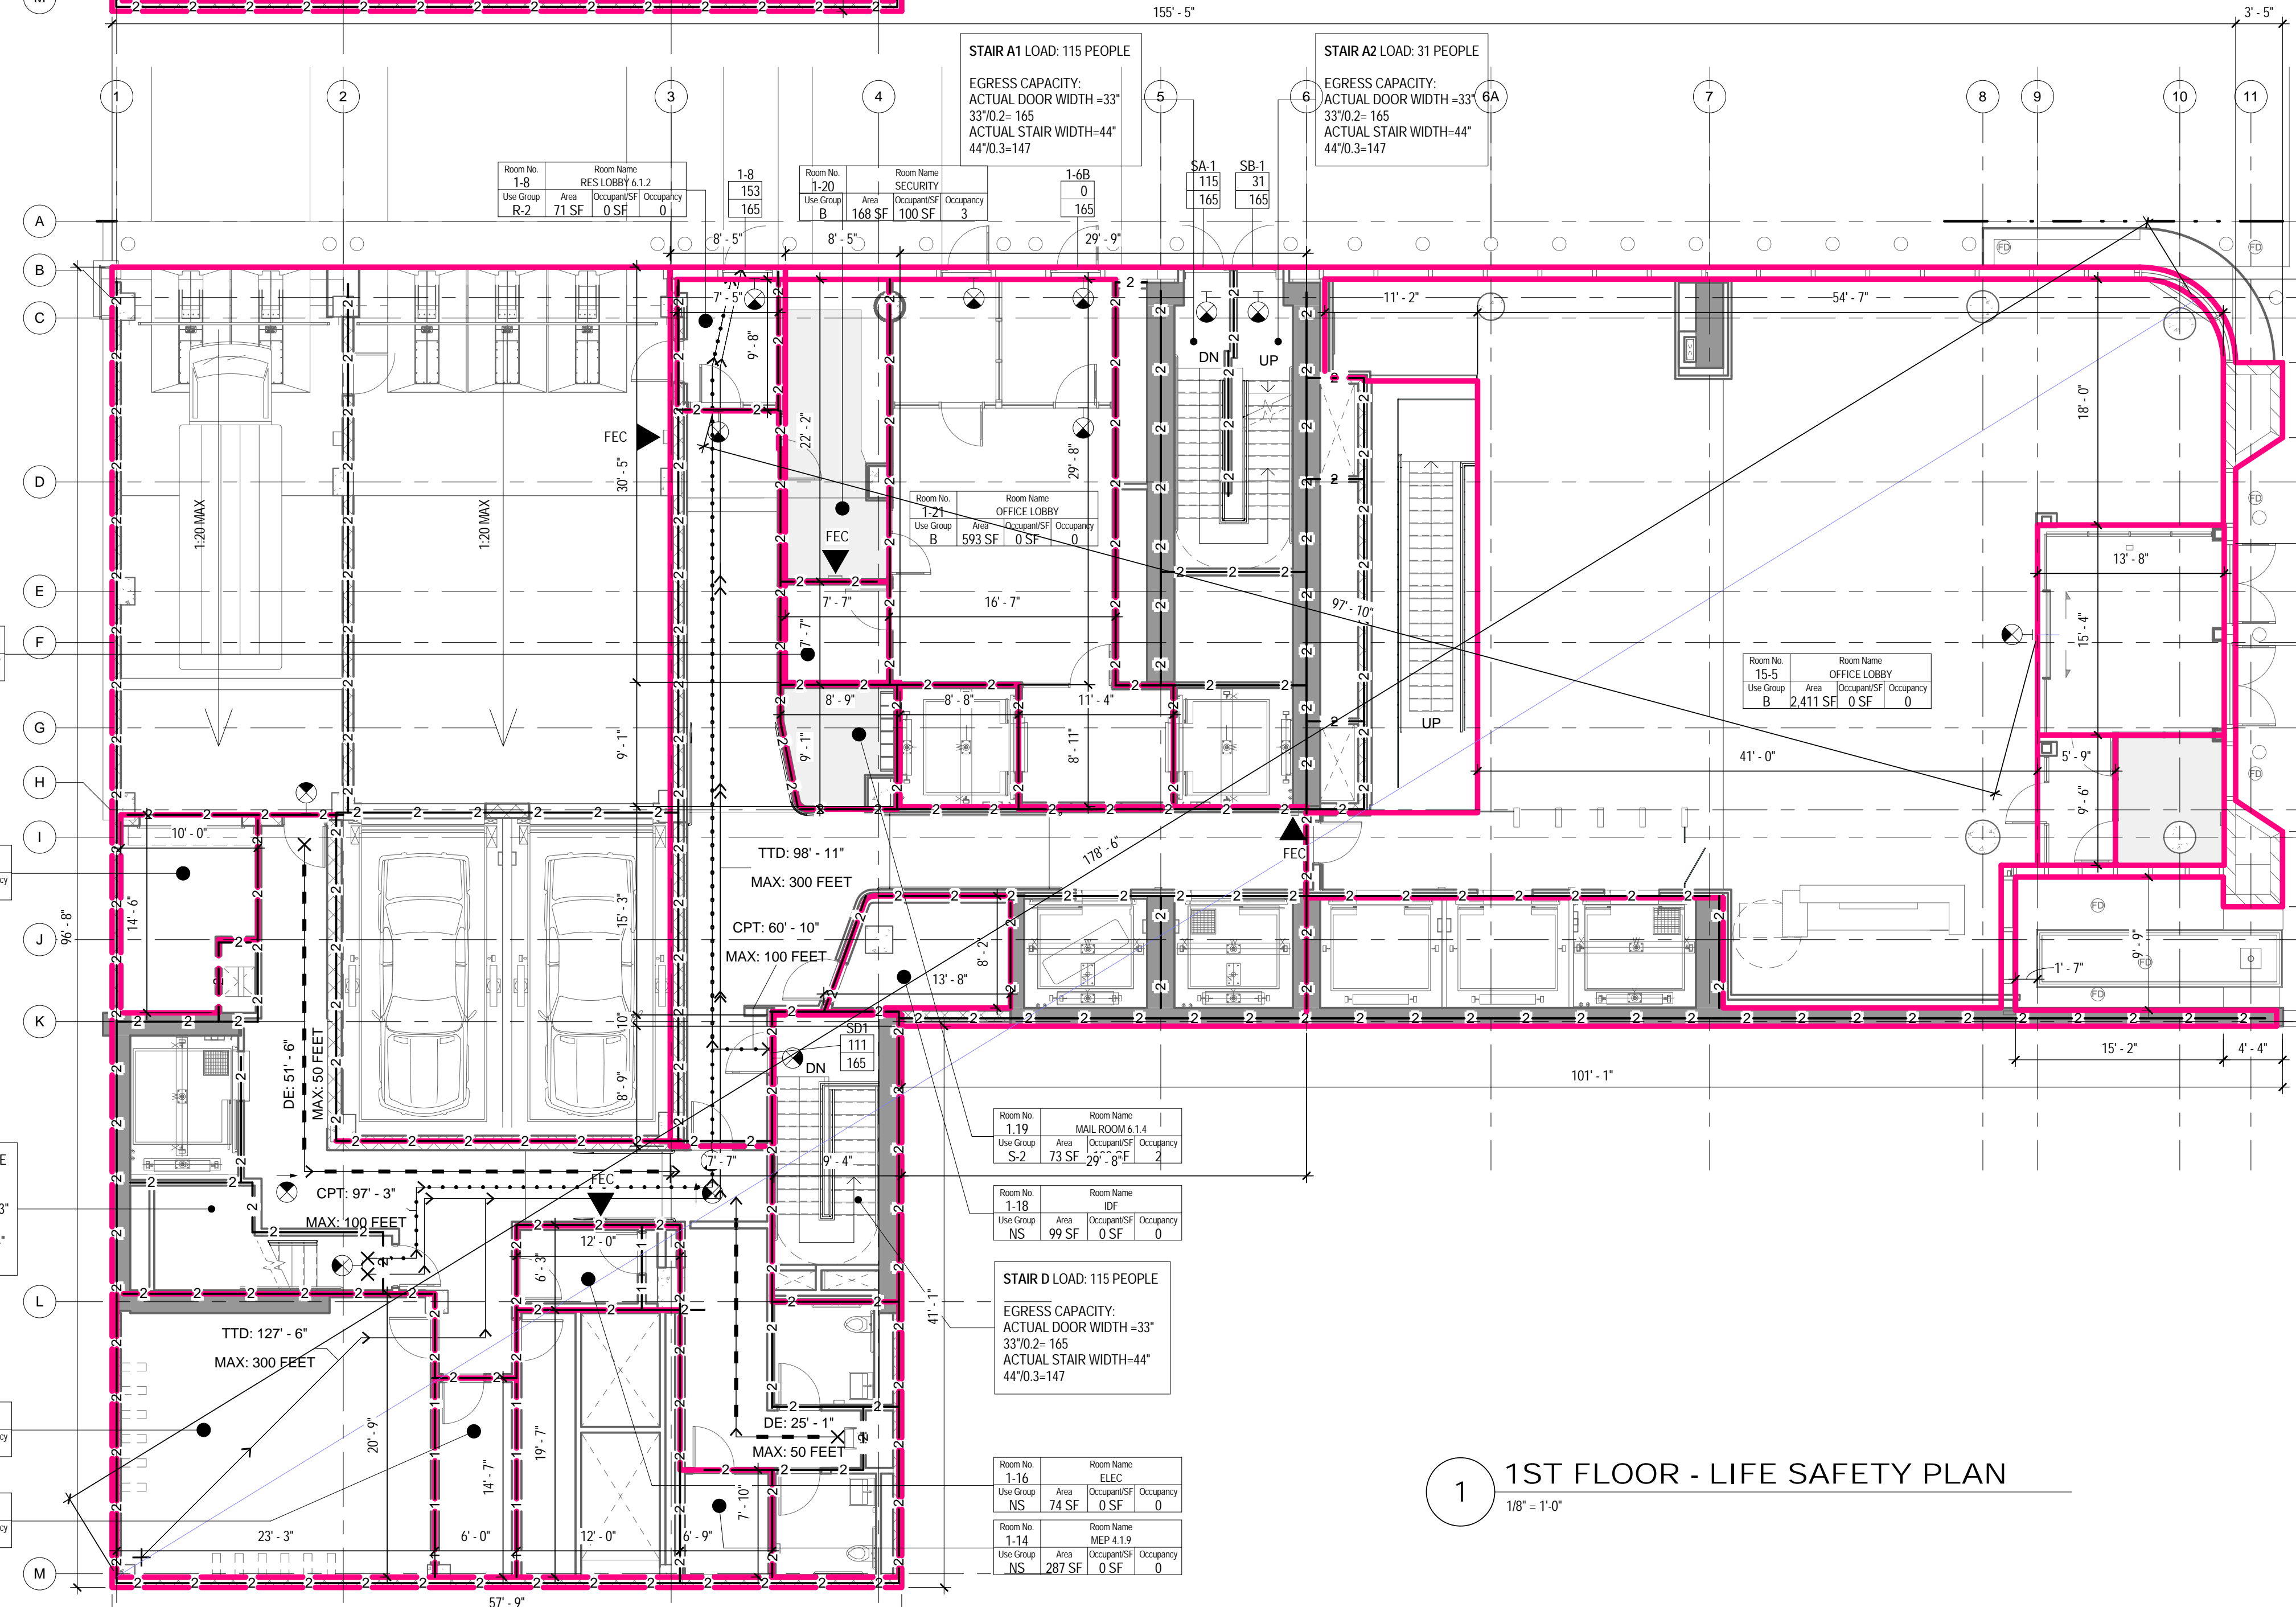 M
155' - 5"
3' - 5"
STAIR A1 LOAD: 115 PEOPLE
EGRESS CAPACITY:
ACTUAL DOOR WIDTH =33"
33"/0.2= 165
ACTUAL STAIR WIDTH=44"
44"/0.3=147
STAIR A2 LOAD: 31 PEOPLE
EGRESS CAPACITY:
ACTUAL DOOR WIDTH =33"
33"/0.2= 165
ACTUAL STAIR WIDTH=44"
44"/0.3=147
1 2 3 4 5 6 6A 7 8 9 10 11
Room No. Room Name
1-8 RES LOBBY 6.1.2
Use Group Area Occupant/SF Occupancy
R-2 71 SF 0 SF 0
1-8
153
165
Room No. Room Name
1-20 SECURITY
Use Group Area Occupant/SF Occupancy
B 168 SF 100 SF 3
1-6B
0
165
SA-1
115
165
SB-1
31
165
A
B
C
D
E
F
G
H
I
J
K
L
M
8' - 5"
8' - 5"
29' - 9"
7' - 5"
9' - 8"
11' - 2"
54' - 7"
FD
FD
DN
UP
18' - 0"
FEC
30' - 5"
22' - 2"
29' - 8"
1:20 MAX
1:20 MAX
Room No. Room Name
1-21 OFFICE LOBBY
Use Group Area Occupant/SF Occupancy
B 593 SF 0 SF 0
FD
FEC
13' - 8"
7' - 7"
16' - 7"
97' - 10"
7' - 7"
15' - 4"
Room No. Room Name
15-5 OFFICE LOBBY
Use Group Area Occupant/SF Occupancy
B 2,411 SF 0 SF 0
8' - 9"
8' - 8"
11' - 4"
UP
9' - 1"
9' - 1"
8' - 11"
41' - 0"
5' - 9"
FD
9' - 6"
10' - 0"
TTD: 98' - 11"
MAX: 300 FEET
178' - 6"
FEC
96' - 8"
14' - 6"
15' - 3"
CPT: 60' - 10"
MAX: 100 FEET
8' - 2"
13' - 8"
FD
9' - 9"
FD
1' - 7"
FD
10"
SD1
111
165
DN
15' - 2"
4' - 4"
101' - 1"
DE: 51' - 6"
MAX: 50 FEET
8' - 9"
Room No. Room Name
1.19 MAIL ROOM 6.1.4
Use Group Area Occupant/SF Occupancy
S-2 73 SF 2
29' - 8"
7' - 7"
9' - 4"
FEC
CPT: 97' - 3"
MAX: 100 FEET
Room No. Room Name
1-18 IDF
Use Group Area Occupant/SF Occupancy
NS 99 SF 0 SF 0
12' - 0"
6' - 3"
STAIR D LOAD: 115 PEOPLE
EGRESS CAPACITY:
ACTUAL DOOR WIDTH =33"
33"/0.2= 165
ACTUAL STAIR WIDTH=44"
44"/0.3=147
41' - 1"
TTD: 127' - 6"
MAX: 300 FEET
DE: 25' - 1"
MAX: 50 FEET
20' - 9"
14' - 7"
19' - 7"
7' - 10"
Room No. Room Name
1-16 ELEC
Use Group Area Occupant/SF Occupancy
NS 74 SF 0 SF 0
Room No. Room Name
1-14 MEP 4.1.9
Use Group Area Occupant/SF Occupancy
NS 287 SF 0 SF 0
23' - 3"
6' - 0"
12' - 0"
6' - 9"
57' - 9"
1
1ST FLOOR - LIFE SAFETY PLAN
1/8" = 1'-0"